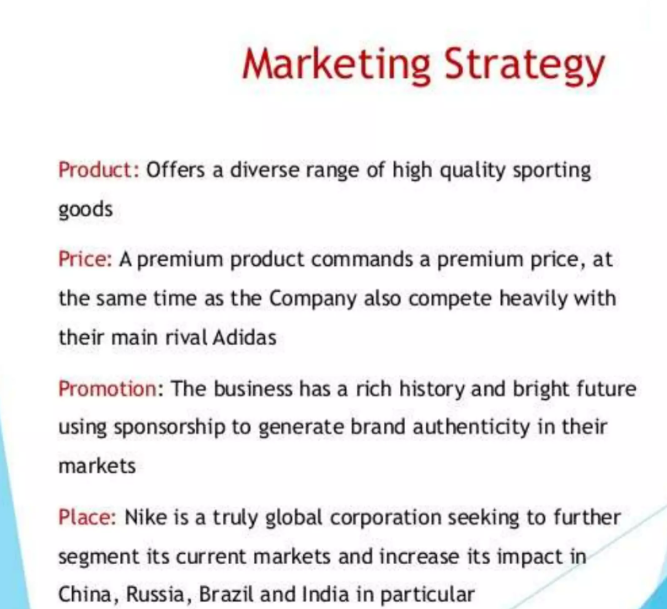 Marketing Strategy
Product: Offers a diverse range of high quality sporting
goods
Price: A premium product commands a premium price, at
the same time as the Company also compete heavily with
their main rival Adidas
Promotion: The business has a rich history and bright future
using sponsorship to generate brand authenticity in their
markets
Place: Nike is a truly global corporation seeking to further
segment its current markets and increase its impact in
China, Russia, Brazil and India in particular